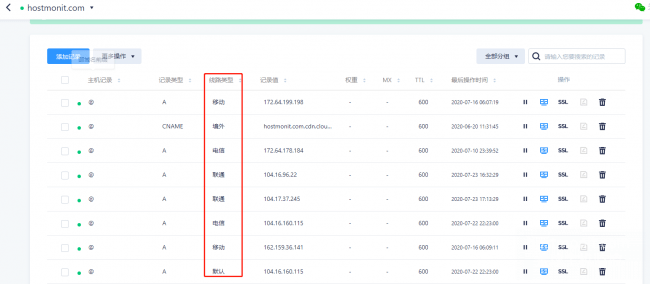 hostmonit.com
添加记录 更多操作 全部分组 请输入您要搜索的记录
主机记录 记录类型 线路类型 记录值 权重 MX TTL 最后操作时间 操作
@ A 移动 172.64.199.198 - - 600 2020-07-16 06:07:19 SSL
@ CNAME 境外 hostmonit.com.cdn.clou... - - 600 2020-06-20 11:31:45 SSL
@ A 电信 172.64.178.184 - - 600 2020-07-10 23:39:52 SSL
@ A 联通 104.16.96.22 - - 600 2020-07-23 16:32:29 SSL
@ A 联通 104.17.37.245 - - 600 2020-07-23 17:13:29 SSL
@ A 电信 104.16.160.115 - - 600 2020-07-22 22:23:00 SSL
@ A 移动 162.159.36.141 - - 600 2020-07-16 06:09:11 SSL
@ A 默认 104.16.160.115 - - 600 2020-07-22 22:23:00 SSL